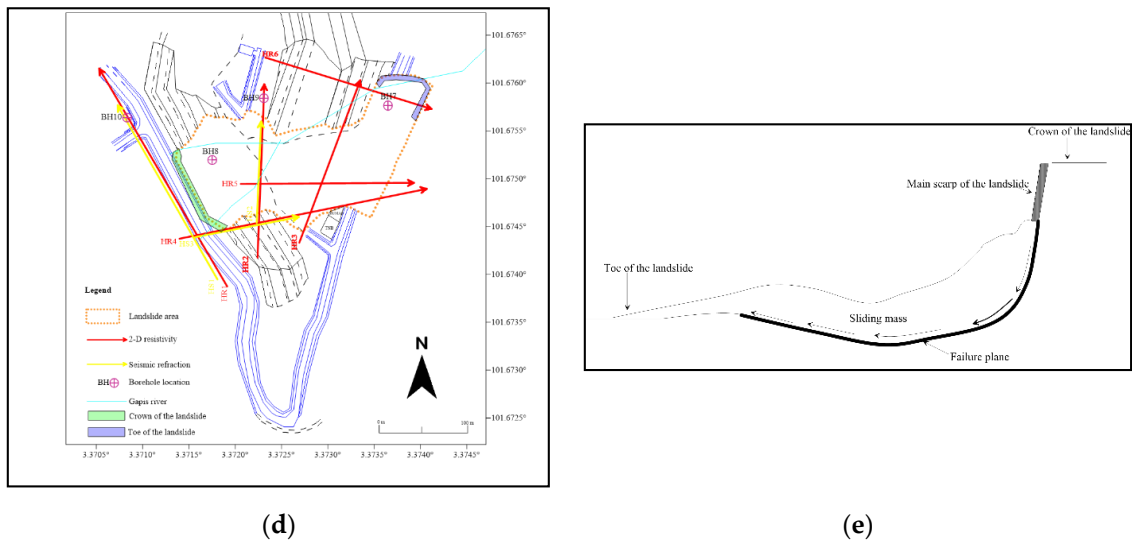 HR6
101.6765°
101.6760°
BH9
BH7
BH10
101.6755°
BH8
101.6750°
HR5
101.6745°
HR4
HR3
HR2
101.6740°
HR
Legend
Landslide area
101.6735°
2-D resistivity
N
Seismic refraction
101.6730°
BH
Borehole location
Gapis river
Crown of the landslide
101.6725°
Toe of the landslide
0 m
100 m
3.3705°
3.3710°
3.3715°
3.3720°
3.3725°
3.3730°
3.3735°
3.3740°
3.3745°
(d)
Crown of the landslide
Main scarp of the landslide
Toe of the landslide
Sliding mass
Failure plane
(e)